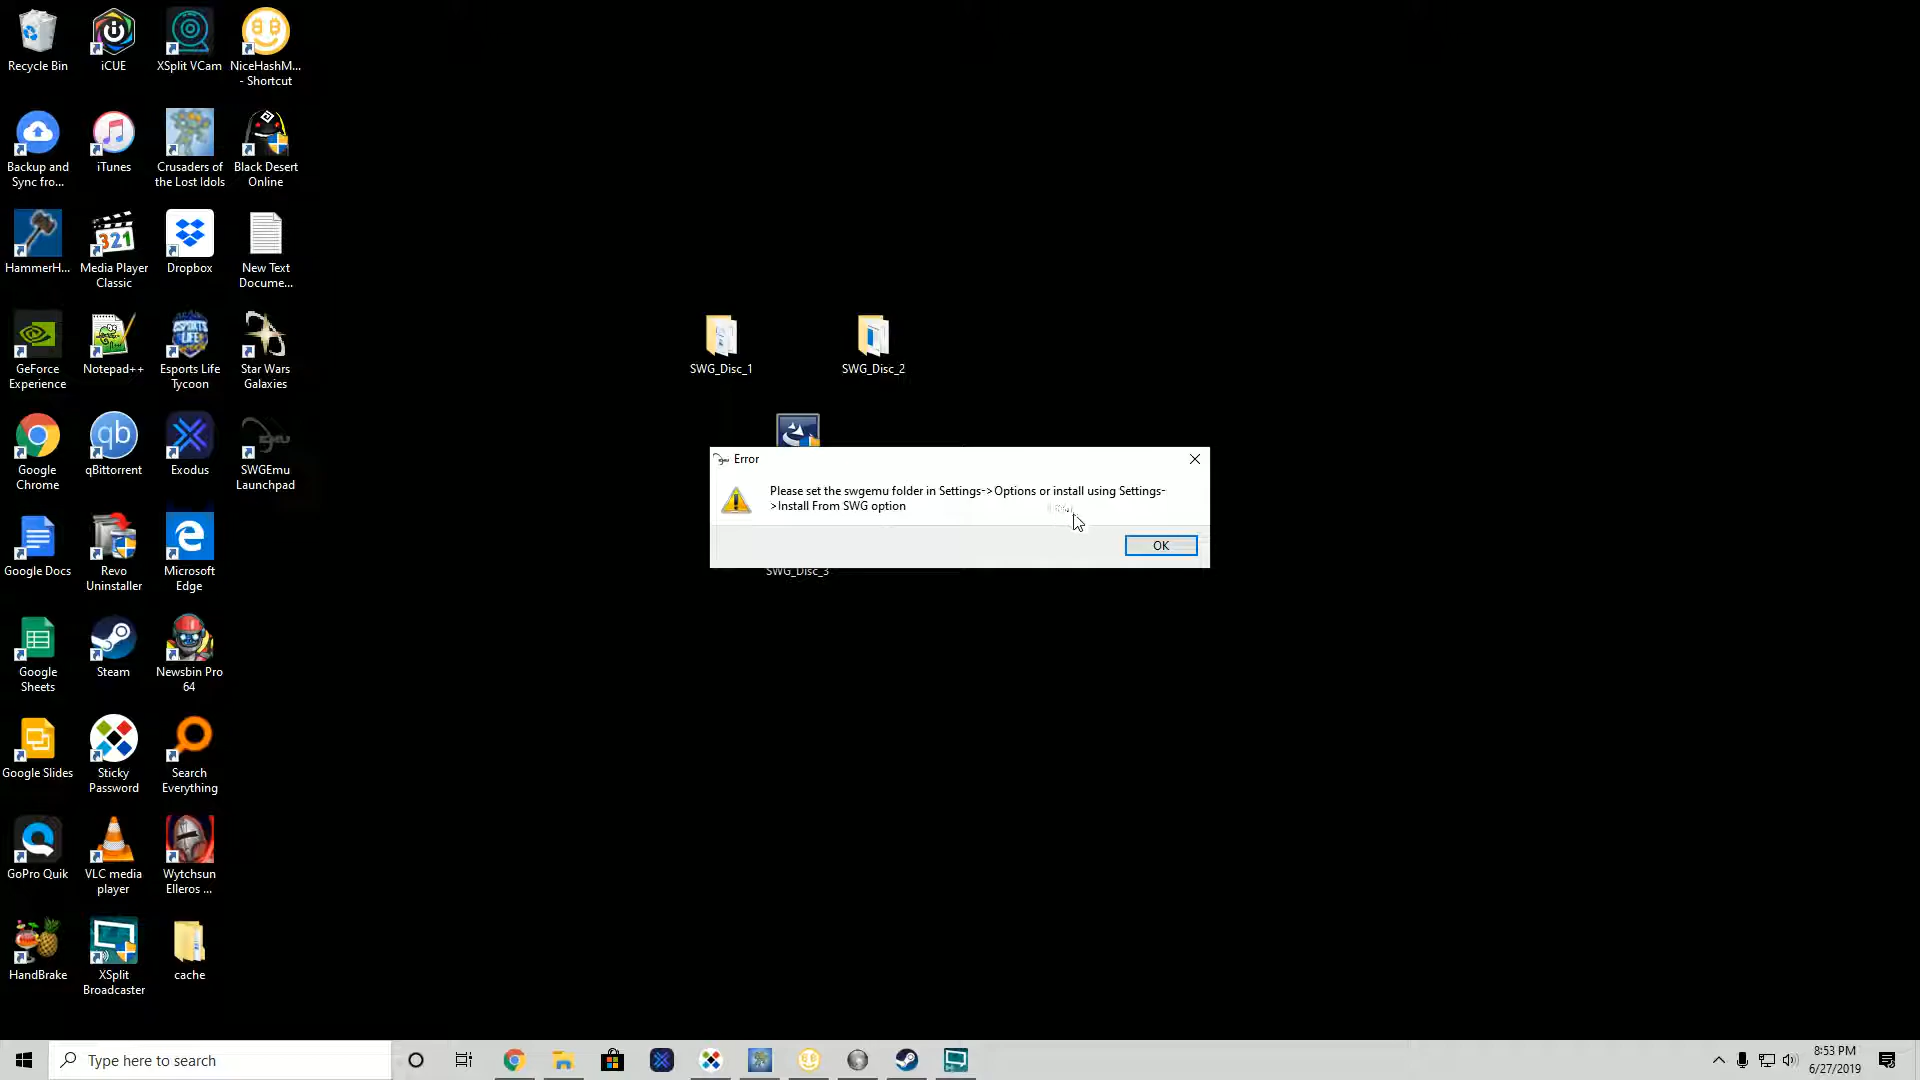 Recycle Bin
iCUE
XSplit VCam
NiceHashM...
- Shortcut
Backup and
Sync fro...
iTunes
Crusaders of
the Lost Idols
Black Desert
Online
HammerH...
Media Player
Classic
Dropbox
New Text
Docume...
GeForce
Experience
Notepad++
Esports Life
Tycoon
Star Wars
Galaxies
Google
Chrome
qBittorrent
Exodus
SWGEmu
Launchpad
Google Docs
Revo
Uninstaller
Microsoft
Edge
Google
Sheets
Steam
Newsbin Pro
64
Google Slides
Sticky
Password
Search
Everything
GoPro Quik
VLC media
player
Wytchsun
Elleros ...
HandBrake
XSplit
Broadcaster
cache
SWG_Disc_1
SWG_Disc_2
Error
Please set the swgemu folder in Settings->Options or install using Settings-
>Install From SWG option
OK
SWG_Disc_3
Type here to search
8:53 PM
6/27/2019